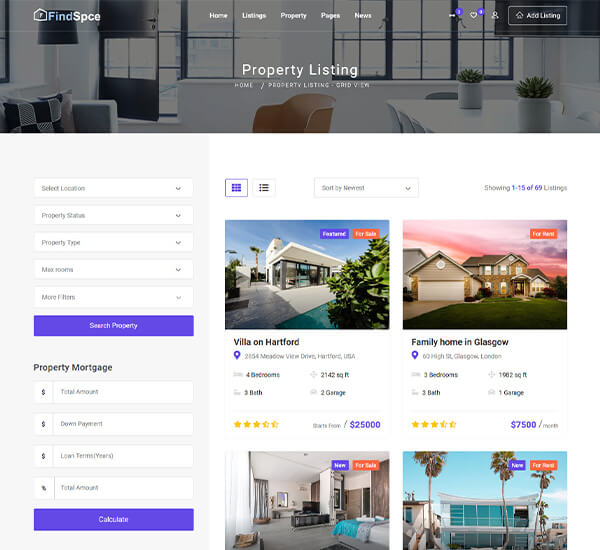 FindSpce
Home Listings Property Pages News
0 0 Add Listing
Property Listing
HOME / PROPERTY LISTING - GRID VIEW
Select Location
Property Status
Property Type
Max rooms
More Filters
Search Property
Property Mortgage
$ Total Amount
$ Down Payment
$ Loan Terms(Years)
% Total Amount
Calculate
Sort by Newest
Showing 1-15 of 69 Listings
Featured For Sale
Villa on Hartford
2854 Meadow View Drive, Hartford, USA
4 Bedrooms 2142 sq ft
3 Bath 2 Garage
Starts From / $25000
For Rent
Family home in Glasgow
60 High St, Glasgow, London
3 Bedrooms 1982 sq ft
3 Bath 1 Garage
$7500 / month
New For Sale
New For Rent